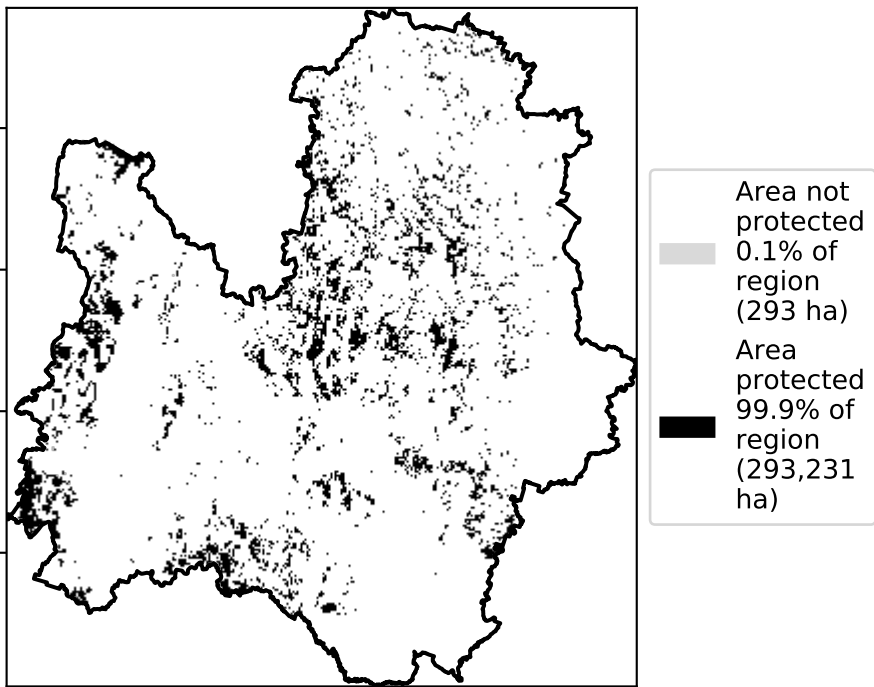 Area not
protected
0.1% of
region
(293 ha)
Area
protected
99.9% of
region
(293,231
ha)